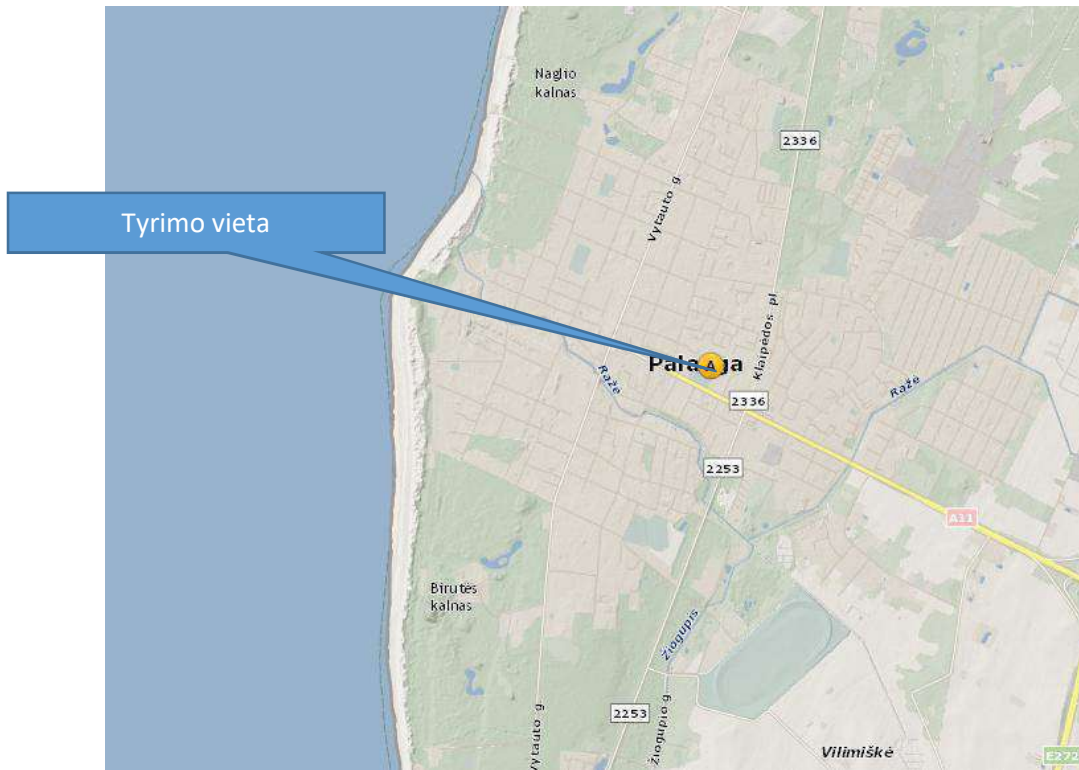 Naglio
kalnas
2336
Vytauto g
Tyrimo vieta
Klaipėdos pl
A
Ražė
Ražė
2336
2253
A11
Birutės
kalnas
Žiogupis
Vytauto g
2253
Žiogupio g
Vilimiškė
E272